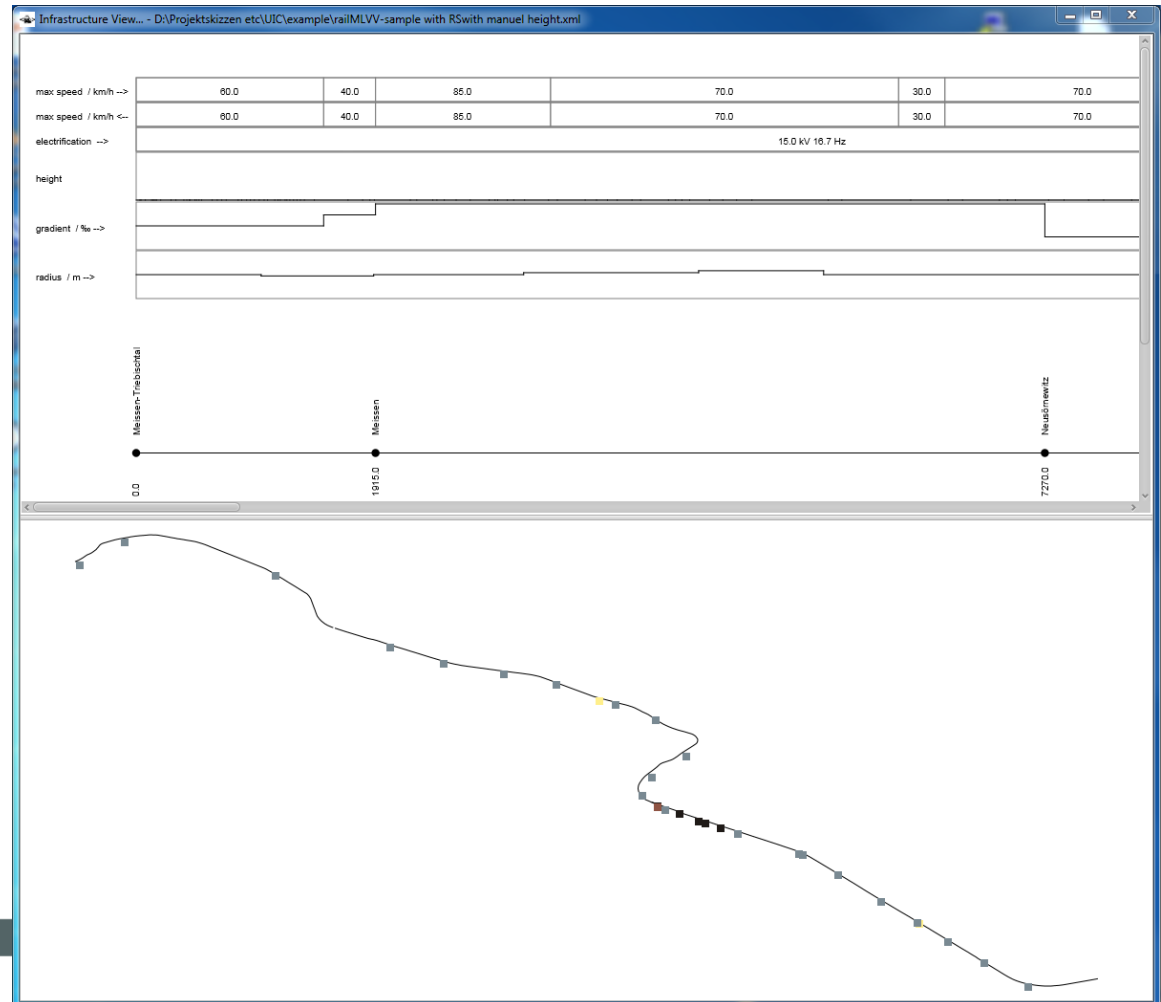 Infrastructure View... - D:\Projektskizzen etc\UIC\example\railMLVV-sample with RSwith manuel height.xml
max speed / km/h --> 60.0 40.0 85.0 70.0 30.0 70.0
max speed / km/h <-- 60.0 40.0 85.0 70.0 30.0 70.0
electrification --> 15.0 kV 16.7 Hz
height
gradient / ‰ -->
radius / m -->
Meissen-Triebischtal
Meissen
Neusörnewitz
0.0
1915.0
7270.0